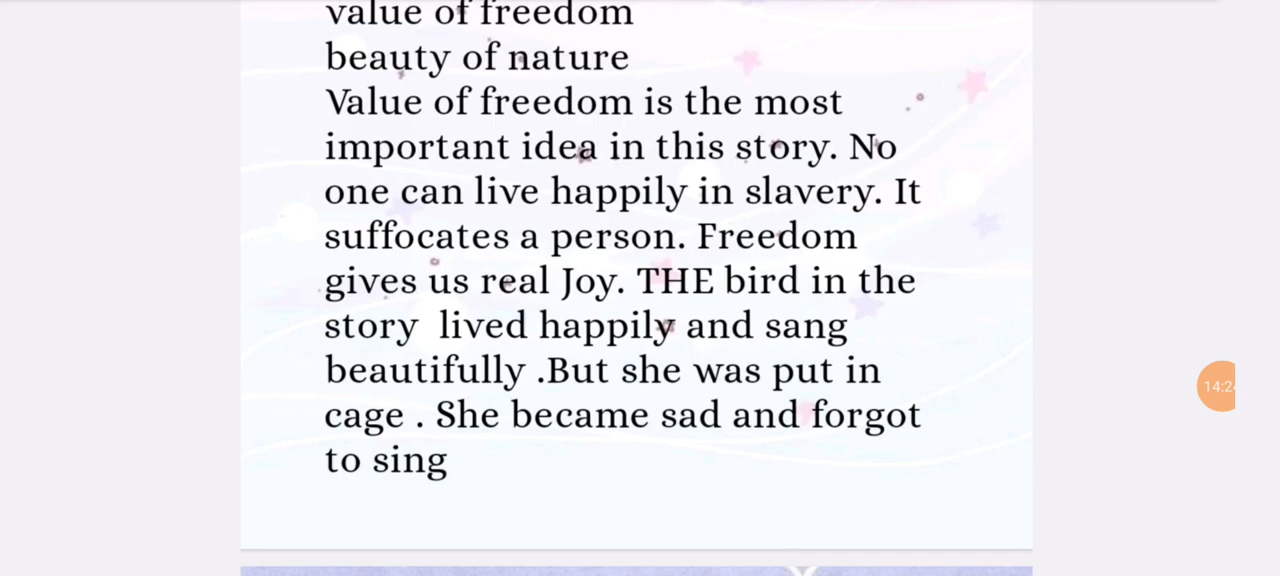 value of freedom
beauty of nature
Value of freedom is the most
important idea in this story. No
one can live happily in slavery. It
suffocates a person. Freedom
gives us real Joy. THE bird in the
story  lived happily and sang
beautifully .But she was put in
cage . She became sad and forgot
to sing